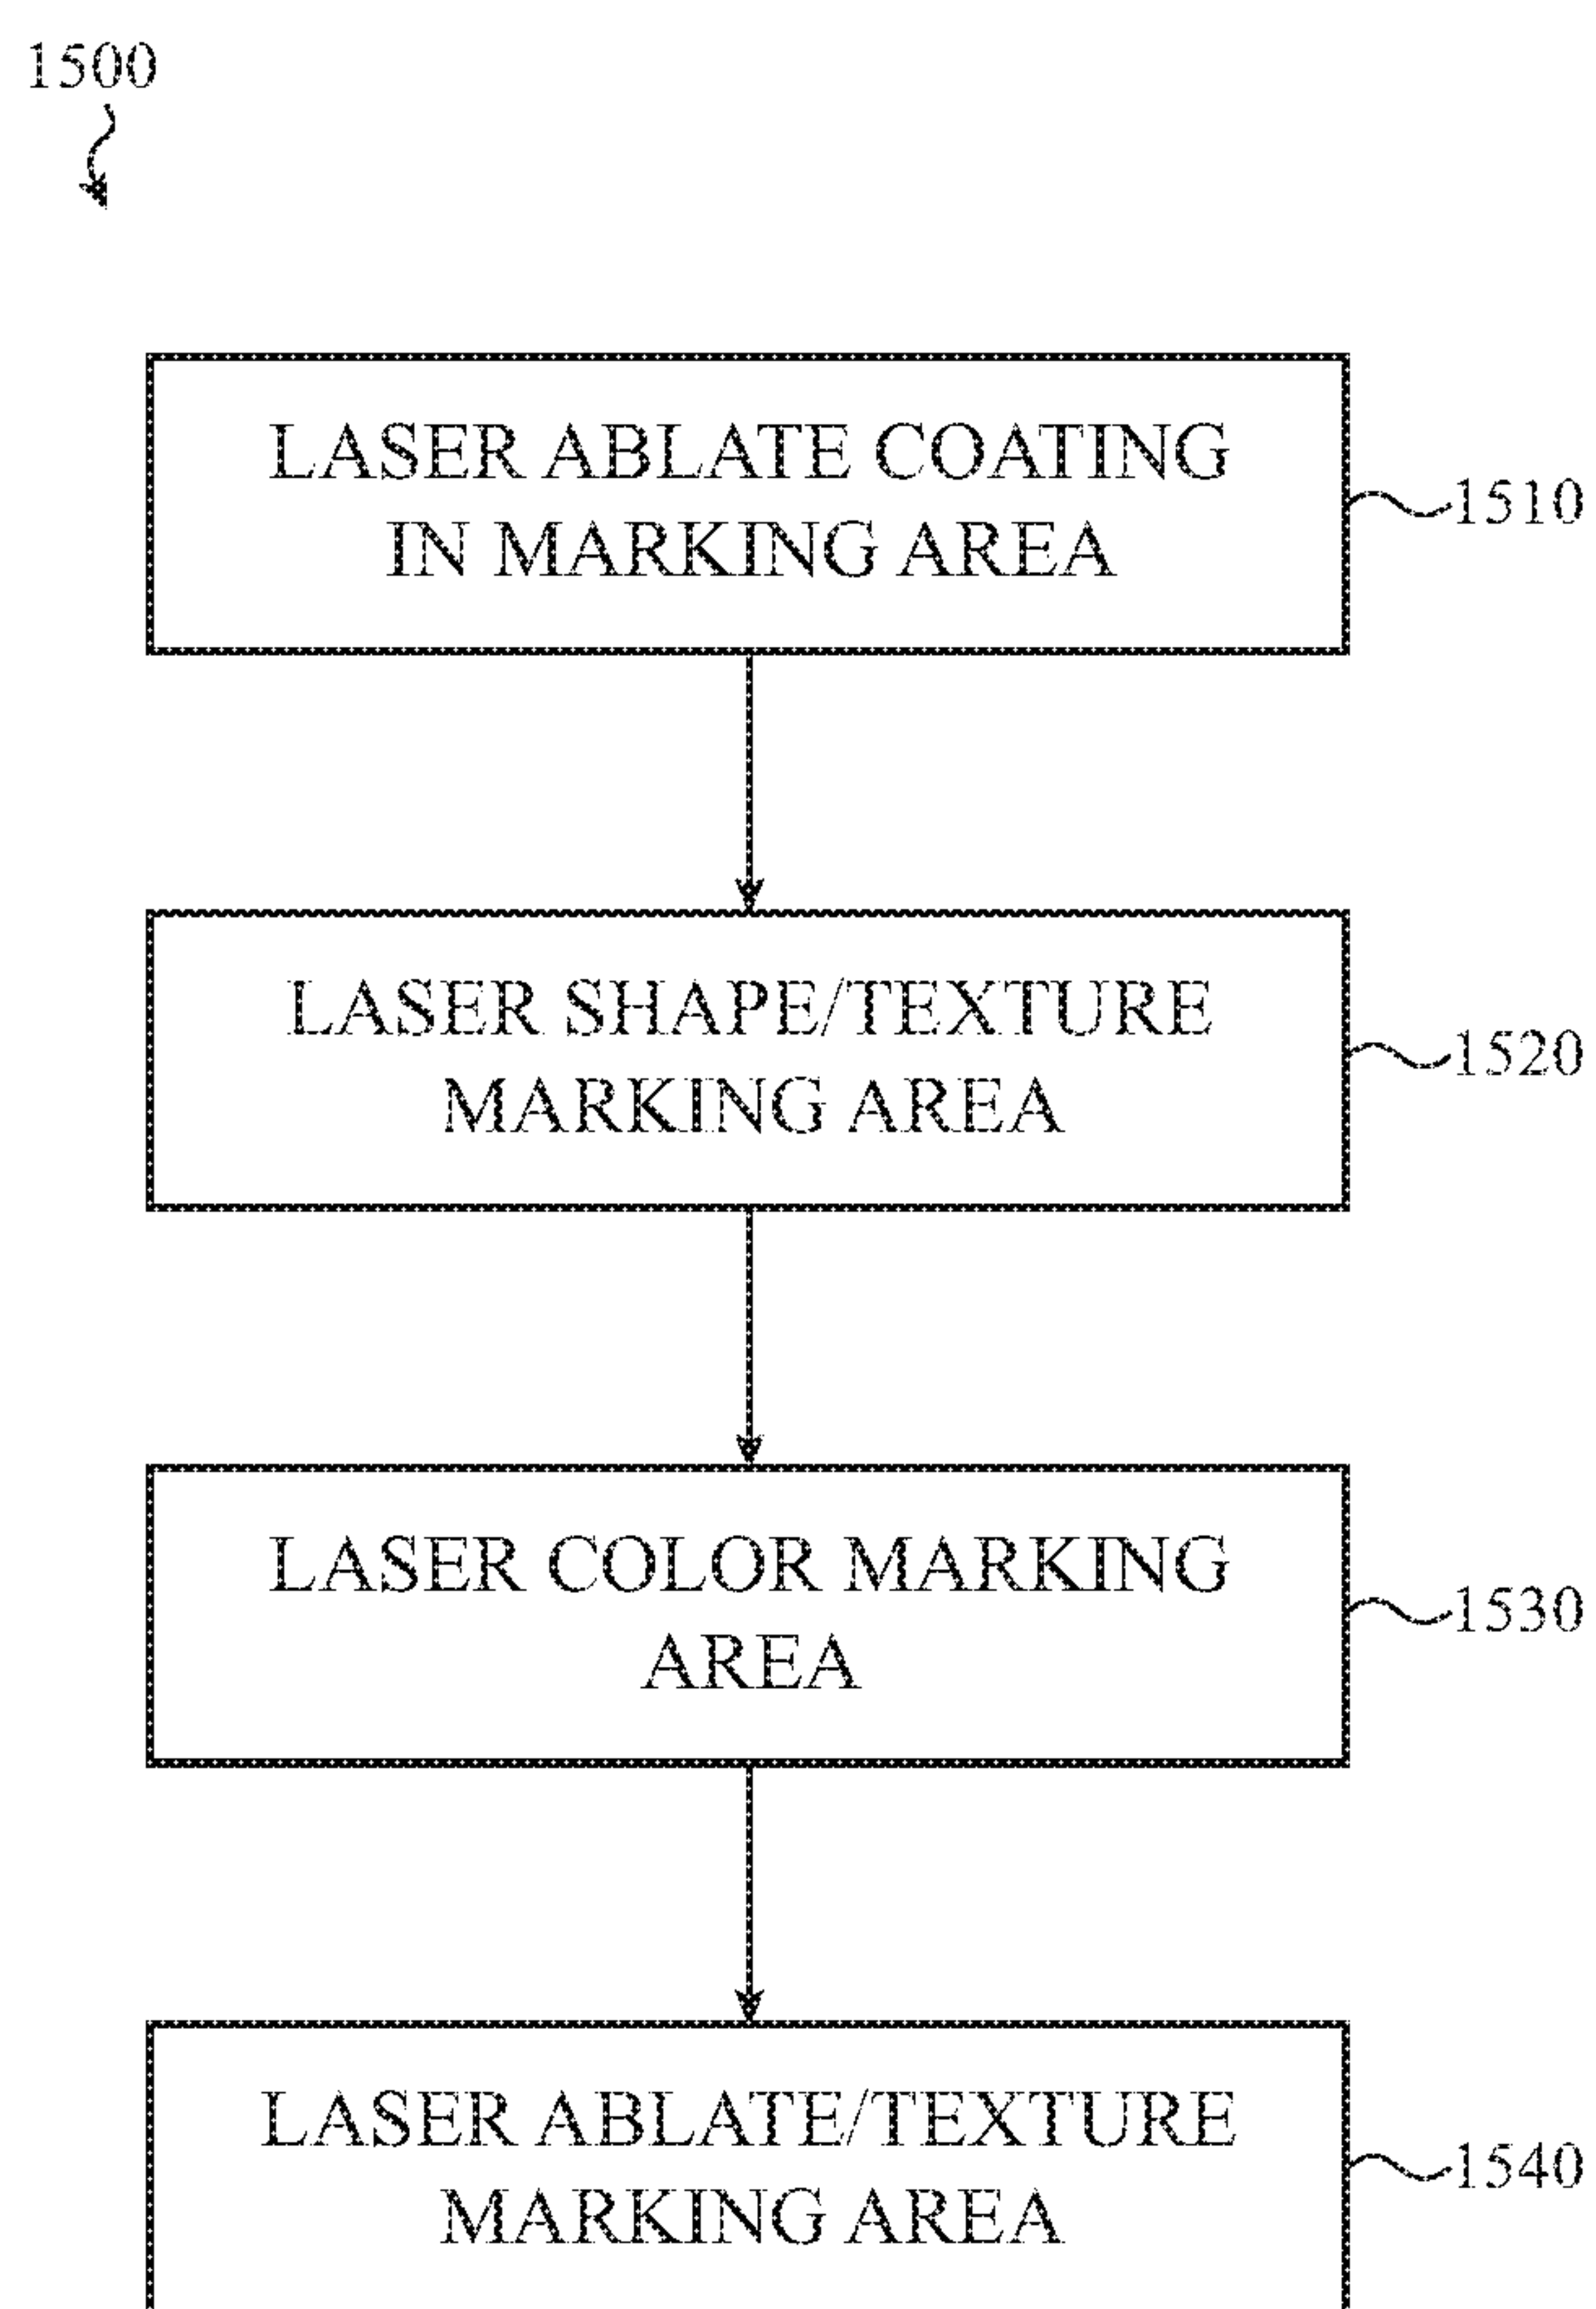 1500
LASER ABLATE COATING
IN MARKING AREA
1510
LASER SHAPE/TEXTURE
MARKING AREA
1520
LASER COLOR MARKING
AREA
1530
LASER ABLATE/TEXTURE
MARKING AREA
1540